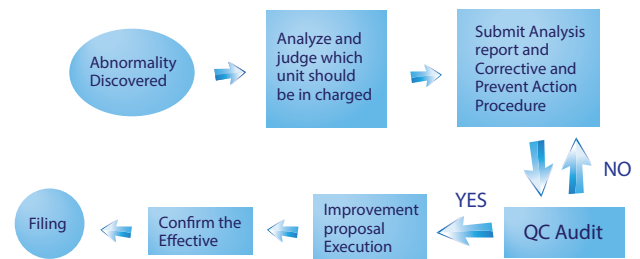 Abnormality
Discovered
Analyze and
judge which
unit should
be in charged
Submit Analysis
report and
Corrective and
Prevent Action
Procedure
NO
QC Audit
YES
Improvement
proposal
Execution
Confirm the
Effective
Filing